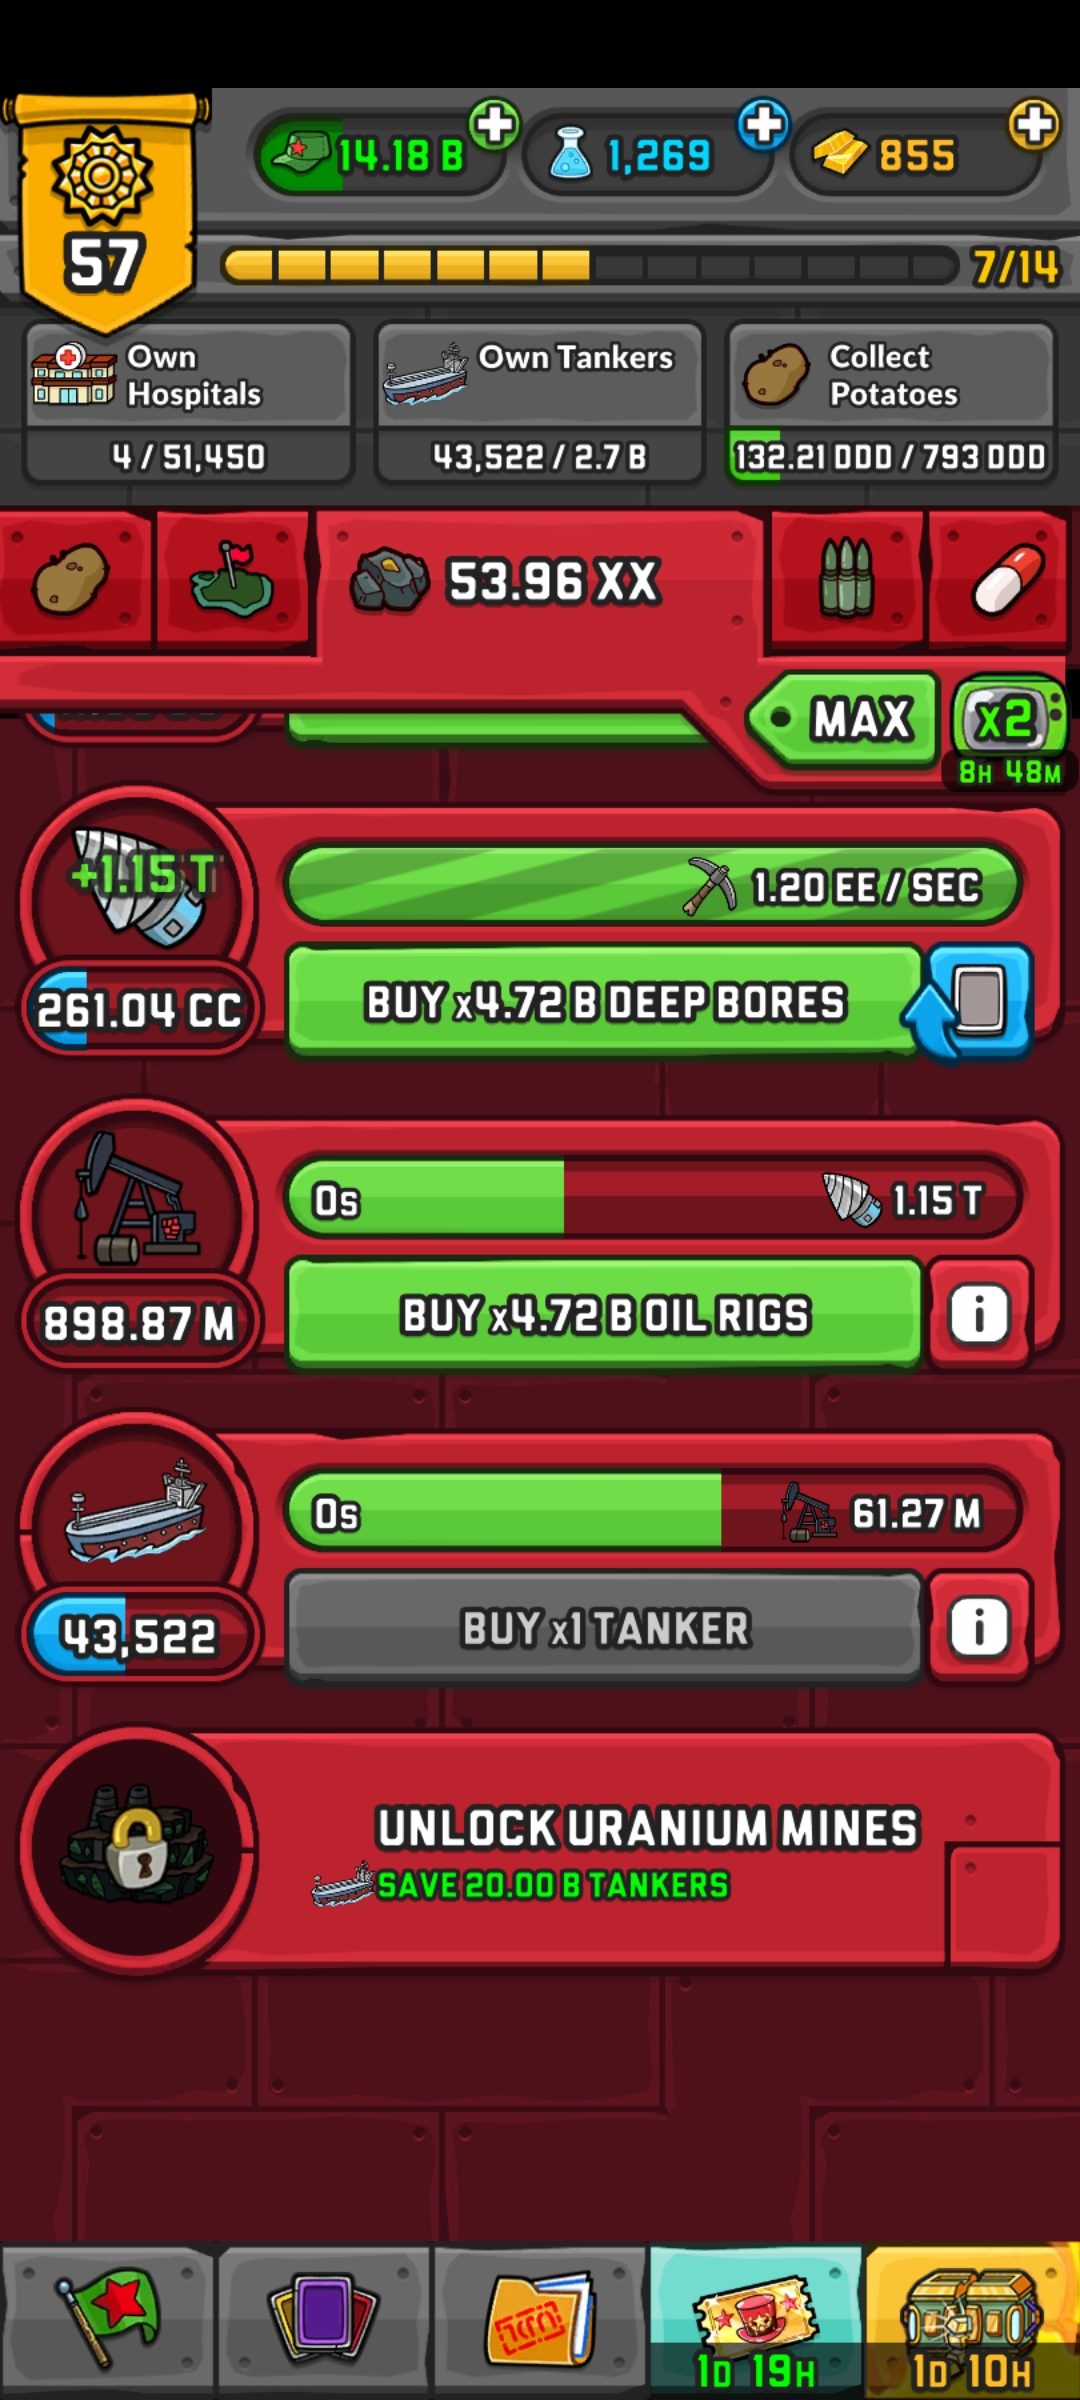 57
14.18 B
1,269
855
7/14
Own
Hospitals
4 / 51,450
Own Tankers
43,522 / 2.7 B
Collect
Potatoes
132.21 DDD / 793 DDD
53.96 XX
MAX
x2
8H 48M
+1.15 T
1.20 EE / SEC
261.04 CC
BUY x4.72 B DEEP BORES
0s
1.15 T
898.87 M
BUY x4.72 B OIL RIGS
i
0s
61.27 M
43,522
BUY x1 TANKER
i
UNLOCK URANIUM MINES
SAVE 20.00 B TANKERS
1D 19H
1D 10H